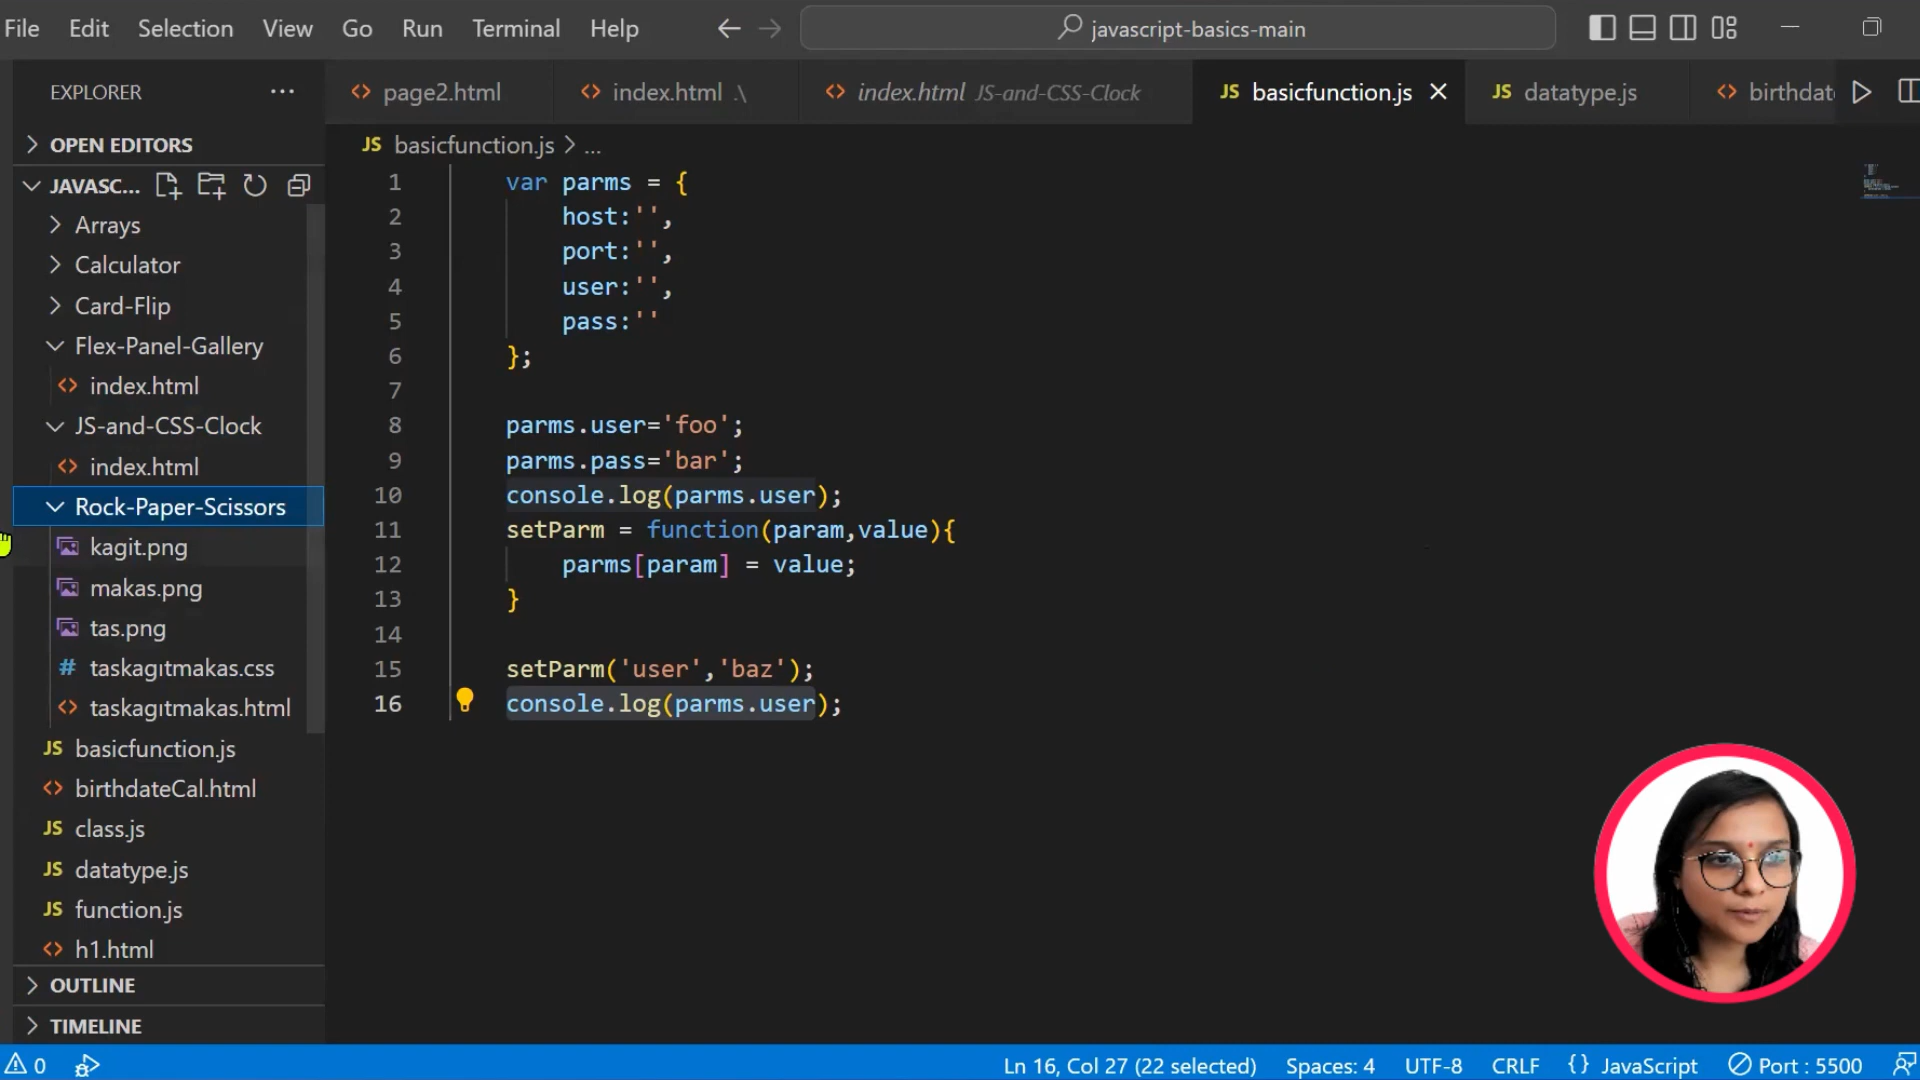 File Edit Selection View Go Run Terminal Help javascript-basics-main
EXPLORER
page2.html index.html .\ index.html JS-and-CSS-Clock JS basicfunction.js JS datatype.js birthdat
OPEN EDITORS
JS basicfunction.js > ...
JAVASC...
Arrays
Calculator
Card-Flip
Flex-Panel-Gallery
index.html
JS-and-CSS-Clock
index.html
Rock-Paper-Scissors
kagit.png
makas.png
tas.png
taskagıtmakas.css
taskagıtmakas.html
JS basicfunction.js
birthdateCal.html
JS class.js
JS datatype.js
JS function.js
h1.html
OUTLINE
TIMELINE
1 var parms = {
2 host:'',
3 port:'',
4 user:'',
5 pass:''
6 };
7
8 parms.user='foo';
9 parms.pass='bar';
10 console.log(parms.user);
11 setParm = function(param,value){
12 parms[param] = value;
13 }
14
15 setParm('user','baz');
16 console.log(parms.user);
0 Ln 16, Col 27 (22 selected) Spaces: 4 UTF-8 CRLF {} JavaScript Port : 5500